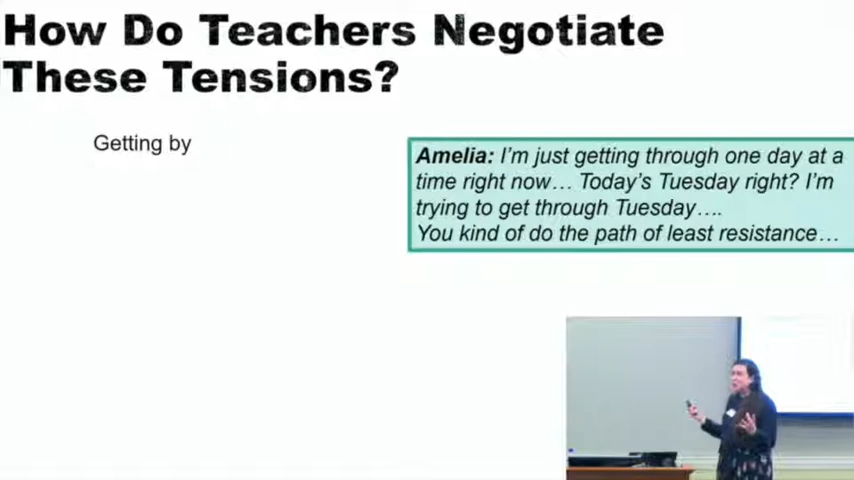 How Do Teachers Negotiate
These Tensions?
Getting by
Amelia: I'm just getting through one day at a
time right now… Today's Tuesday right? I'm
trying to get through Tuesday….
You kind of do the path of least resistance…